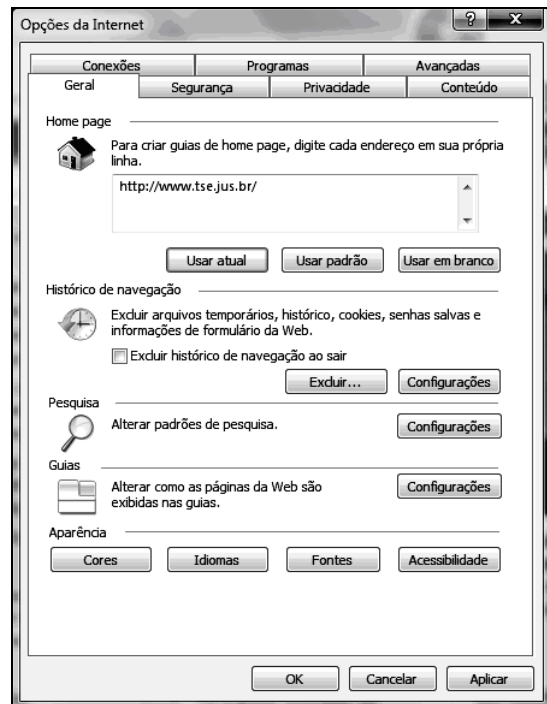 Opções da Internet
?
X
Conexões Programas Avançadas
Geral Segurança Privacidade Conteúdo
Home page
Para criar guias de home page, digite cada endereço em sua própria
linha.
http://www.tse.jus.br/
Usar atual Usar padrão Usar em branco
Histórico de navegação
Excluir arquivos temporários, histórico, cookies, senhas salvas e
informações de formulário da Web.
Excluir histórico de navegação ao sair
Excluir... Configurações
Pesquisa
Alterar padrões de pesquisa. Configurações
Guias
Alterar como as páginas da Web são Configurações
exibidas nas guias.
Aparência
Cores Idiomas Fontes Acessibilidade
OK Cancelar Aplicar